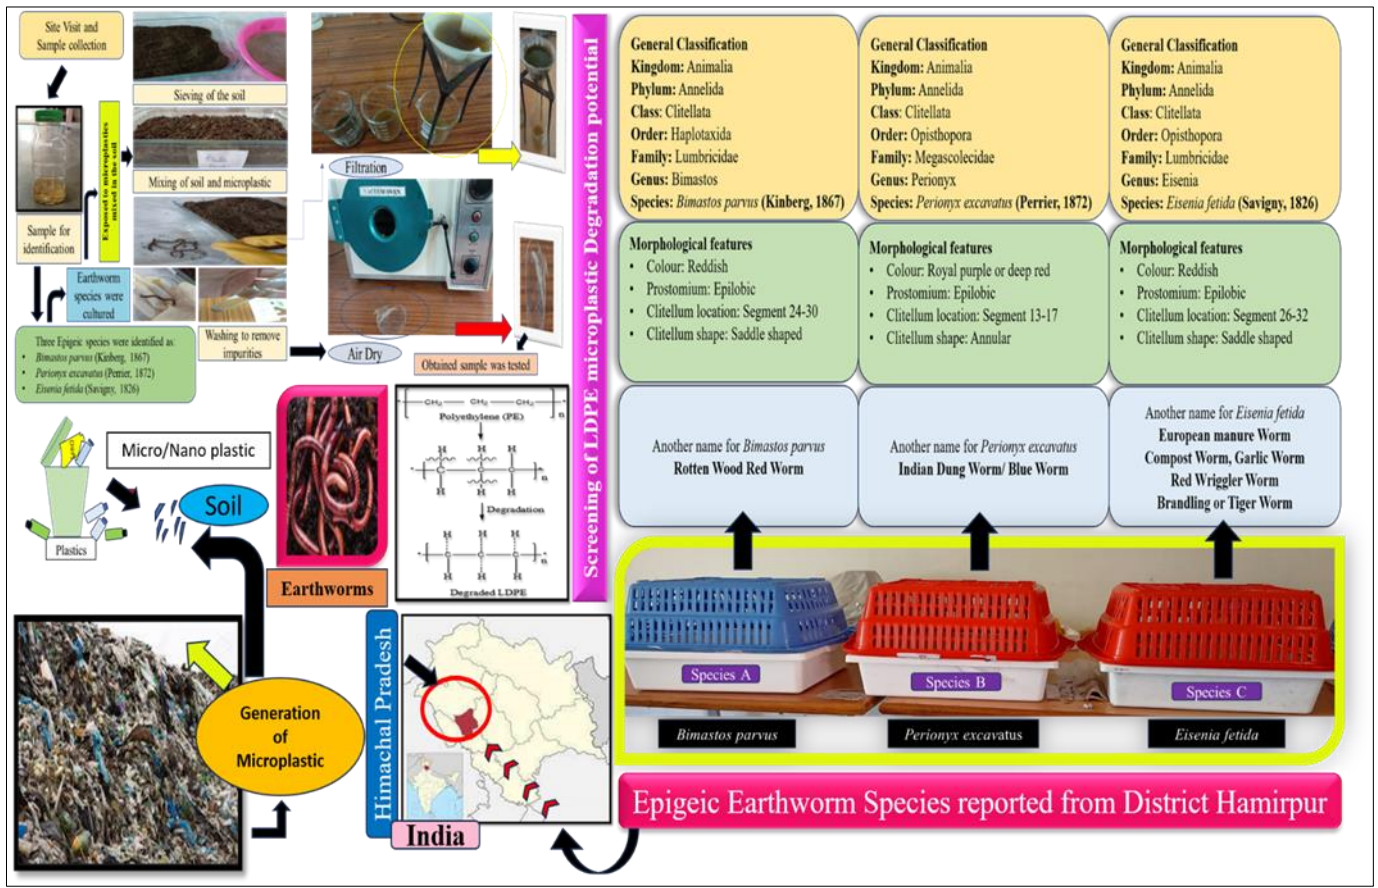 Site Visit and
Sample collection
Sample for
identification
Exposed to microplastics
mixed in the soil
Earthworm
species were
cultured
Three Epigeic species were identified as:
• Bimastos parvus (Kinberg, 1867)
• Perionyx excavatus (Perrier, 1872)
• Eisenia fetida (Savigny, 1826)
Sieving of the soil
Mixing of soil and microplastic
Washing to remove
impurities
Filtration
Air Dry
Obtained sample was tested
Plastics
Micro/Nano plastic
Soil
Earthworms
Generation
of
Microplastic
CH₂ CH₂ CH₂ n
Polyethylene (PE)
H H H
C C C n
H H H
Degradation
H H H
C C C n
H H H
Degraded LDPE
Himachal Pradesh
India
Screening of LDPE microplastic Degradation potential
General Classification
Kingdom: Animalia
Phylum: Annelida
Class: Clitellata
Order: Haplotaxida
Family: Lumbricidae
Genus: Bimastos
Species: Bimastos parvus (Kinberg, 1867)
Morphological features
• Colour: Reddish
• Prostomium: Epilobic
• Clitellum location: Segment 24-30
• Clitellum shape: Saddle shaped
Another name for Bimastos parvus
Rotten Wood Red Worm
General Classification
Kingdom: Animalia
Phylum: Annelida
Class: Clitellata
Order: Opisthopora
Family: Megascolecidae
Genus: Perionyx
Species: Perionyx excavatus (Perrier, 1872)
Morphological features
• Colour: Royal purple or deep red
• Prostomium: Epilobic
• Clitellum location: Segment 13-17
• Clitellum shape: Annular
Another name for Perionyx excavatus
Indian Dung Worm/ Blue Worm
General Classification
Kingdom: Animalia
Phylum: Annelida
Class: Clitellata
Order: Opisthopora
Family: Lumbricidae
Genus: Eisenia
Species: Eisenia fetida (Savigny, 1826)
Morphological features
• Colour: Reddish
• Prostomium: Epilobic
• Clitellum location: Segment 26-32
• Clitellum shape: Saddle shaped
Another name for Eisenia fetida
European manure Worm
Compost Worm, Garlic Worm
Red Wriggler Worm
Brandling or Tiger Worm
Species A
Species B
Species C
Bimastos parvus
Perionyx excavatus
Eisenia fetida
Epigeic Earthworm Species reported from District Hamirpur